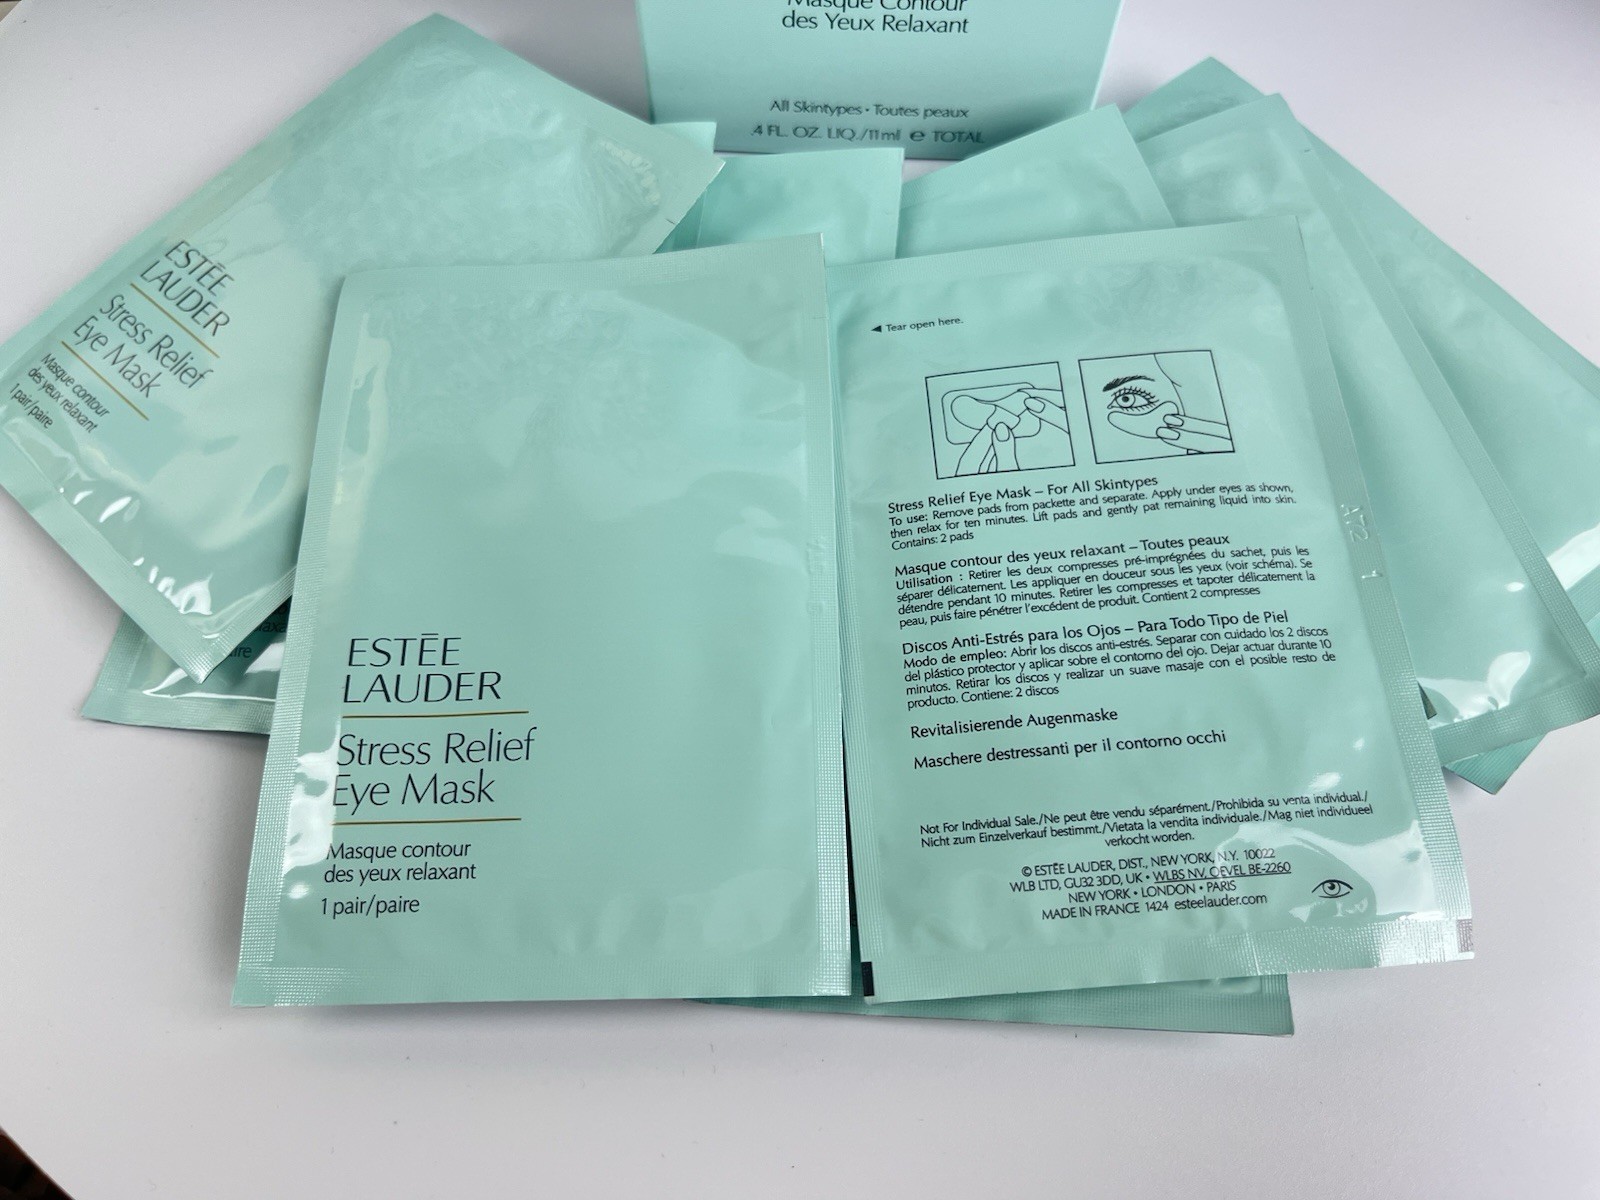 Masque Contour
des Yeux Relaxant
All Skintypes • Toutes peaux
.4 FL. OZ. LIQ./11ml e TOTAL
ESTĒE
LAUDER
Stress Relief
Eye Mask
Masque contour
des yeux relaxant
1 pair/paire
ESTĒE
LAUDER
Stress Relief
Eye Mask
Masque contour
des yeux relaxant
1 pair/paire
◄ Tear open here.
Stress Relief Eye Mask – For All Skintypes
To use: Remove pads from packette and separate. Apply under eyes as shown,
then relax for ten minutes. Lift pads and gently pat remaining liquid into skin.
Contains: 2 pads
Masque contour des yeux relaxant – Toutes peaux
Utilisation : Retirer les deux compresses pré-imprégnées du sachet, puis les
séparer délicatement. Les appliquer en douceur sous les yeux (voir schéma). Se
détendre pendant 10 minutes. Retirer les compresses et tapoter délicatement la
peau, puis faire pénétrer l'excédent de produit. Contient 2 compresses
Discos Anti-Estrés para los Ojos – Para Todo Tipo de Piel
Modo de empleo: Abrir los discos anti-estrés. Separar con cuidado los 2 discos
del plástico protector y aplicar sobre el contorno del ojo. Dejar actuar durante 10
minutos. Retirar los discos y realizar un suave masaje con el posible resto de
producto. Contiene: 2 discos
Revitalisierende Augenmaske
Maschere destressanti per il contorno occhi
Not For Individual Sale./Ne peut être vendu séparément./Prohibida su venta individual./
Nicht zum Einzelverkauf bestimmt./Vietata la vendita individuale./Mag niet individueel
verkocht worden.
© ESTĒE LAUDER, DIST., NEW YORK, N.Y. 10022
WLB LTD, GU32 3DD, UK • WLBS NV, OEVEL BE-2260
NEW YORK • LONDON • PARIS
MADE IN FRANCE 1424 esteelauder.com